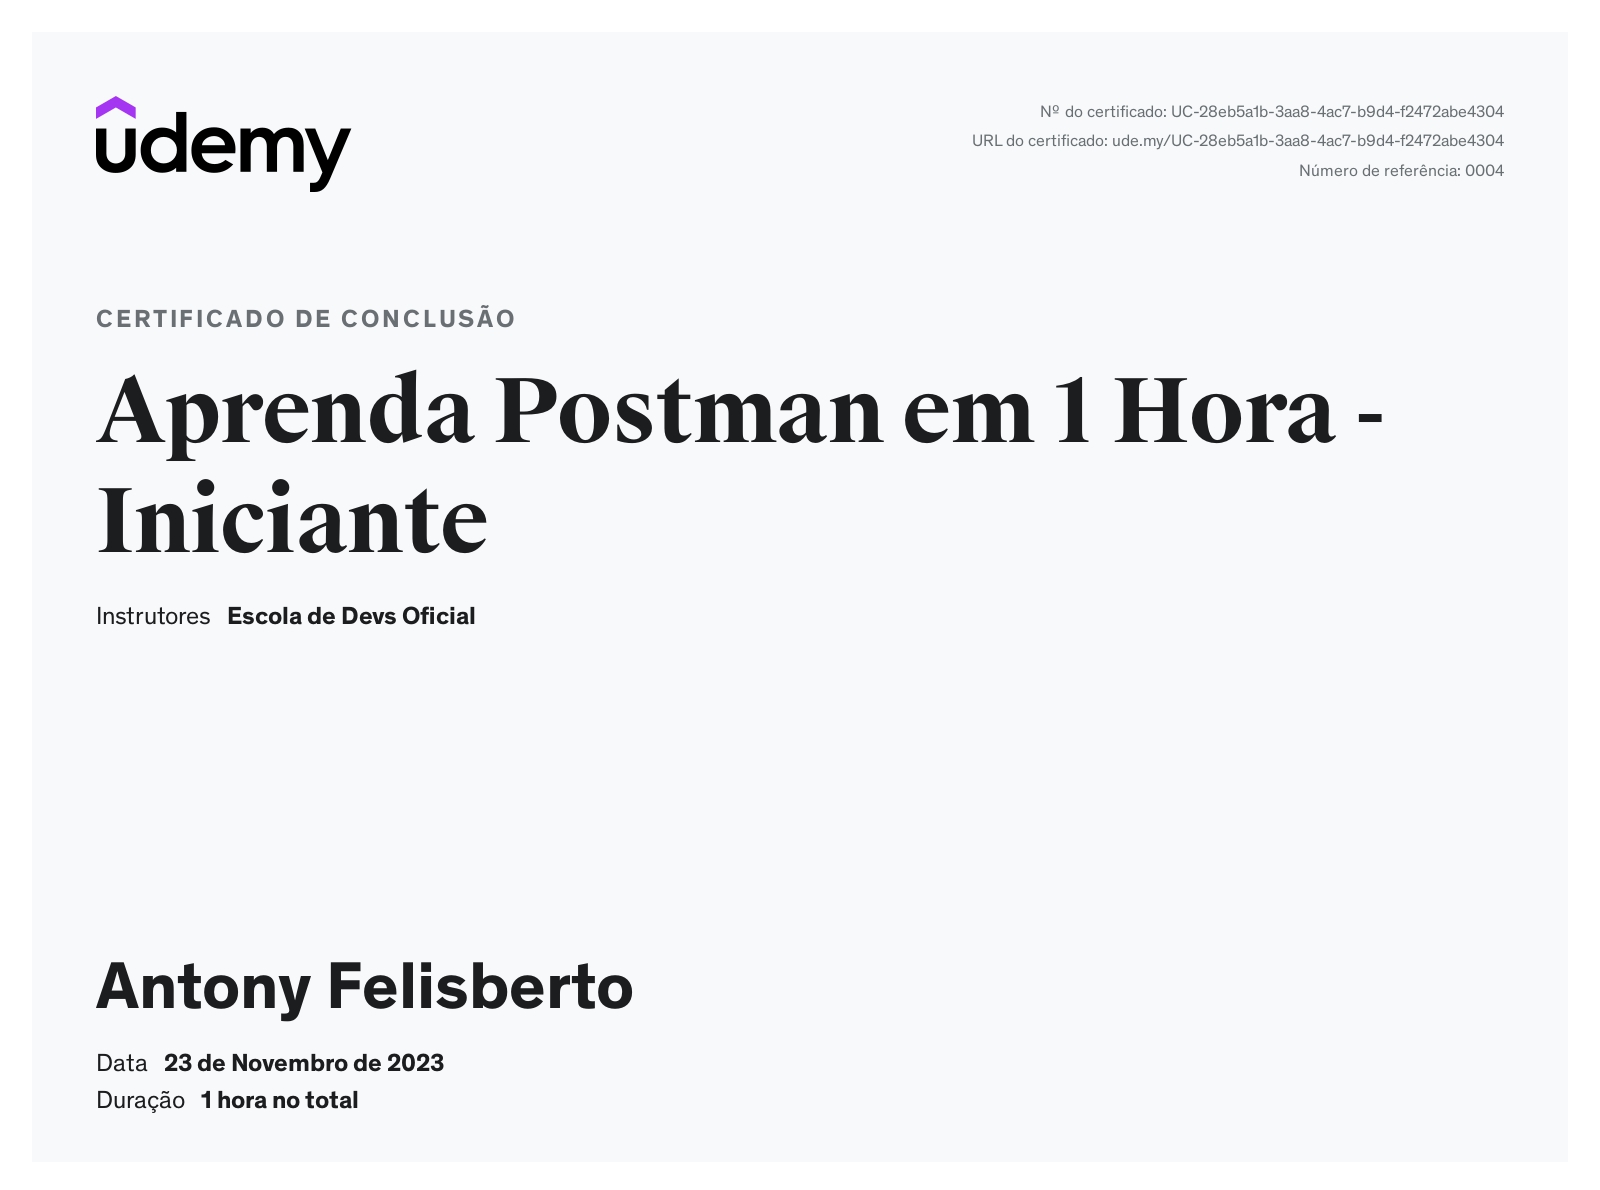 udemy
Nº do certificado: UC-28eb5a1b-3aa8-4ac7-b9d4-f2472abe4304
URL do certificado: ude.my/UC-28eb5a1b-3aa8-4ac7-b9d4-f2472abe4304
Número de referência: 0004
CERTIFICADO DE CONCLUSÃO
Aprenda Postman em 1 Hora -
Iniciante
Instrutores Escola de Devs Oficial
Antony Felisberto
Data 23 de Novembro de 2023
Duração 1 hora no total